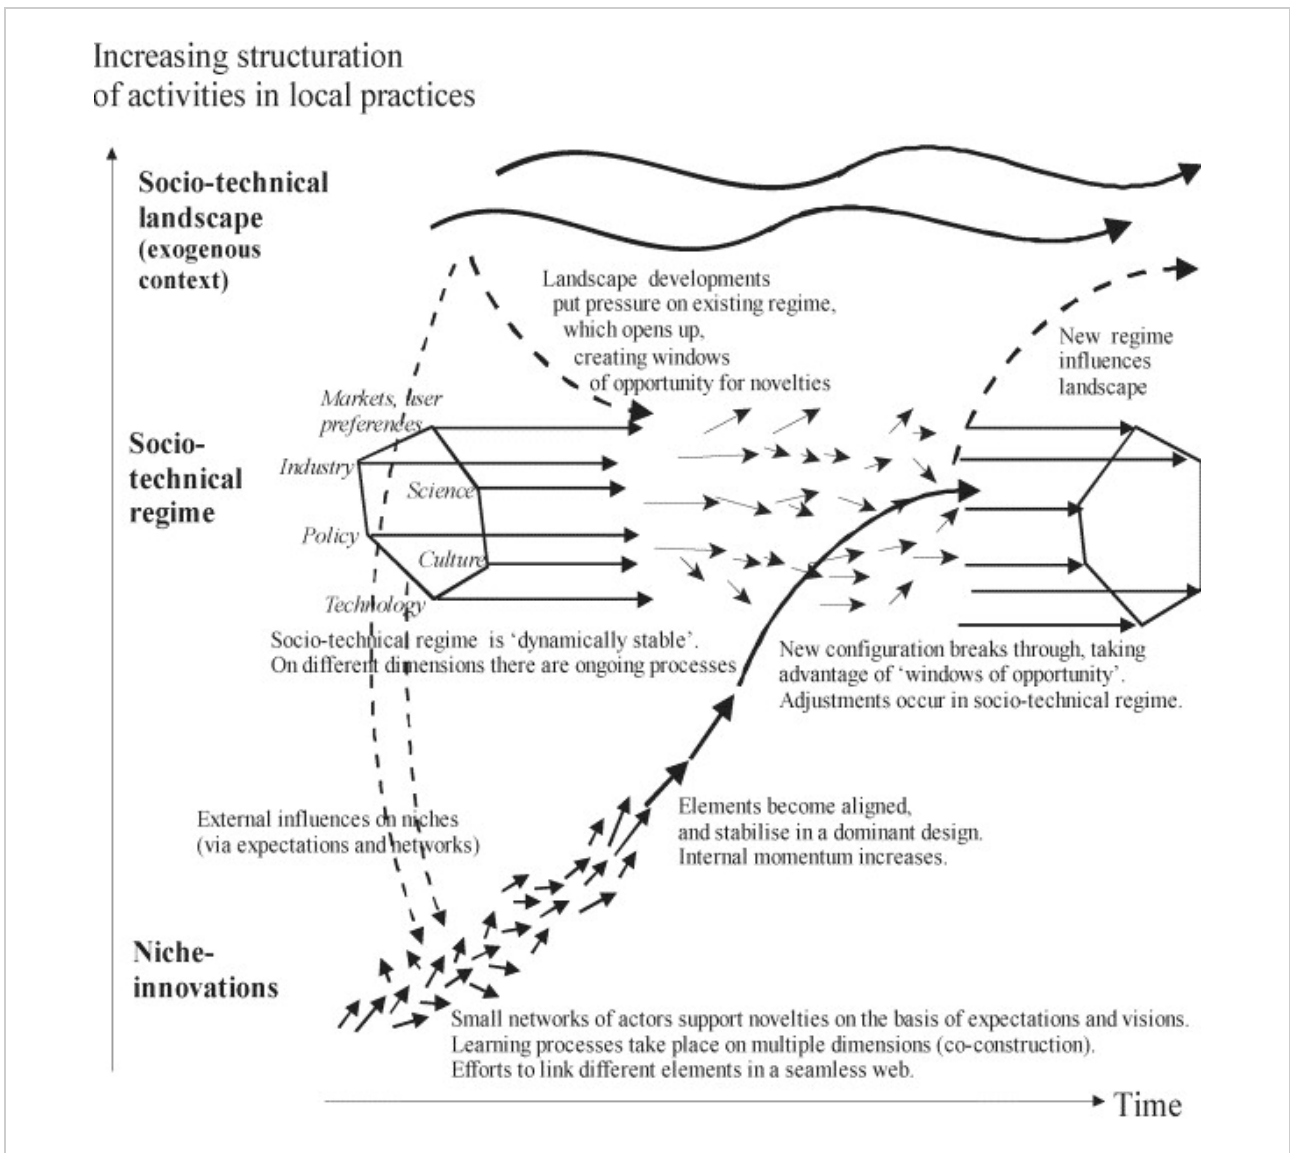 Increasing structuration
of activities in local practices
Socio-technical
landscape
(exogenous
context)
Landscape developments
put pressure on existing regime,
which opens up,
creating windows
of opportunity for novelties
New regime
influences
landscape
Markets, user
preferences
Socio-
technical
regime
Industry
Science
Policy
Culture
Technology
Socio-technical regime is ‘dynamically stable’.
On different dimensions there are ongoing processes
New configuration breaks through, taking
advantage of ‘windows of opportunity’.
Adjustments occur in socio-technical regime.
External influences on niches
(via expectations and networks)
Elements become aligned,
and stabilise in a dominant design.
Internal momentum increases.
Niche-
innovations
Small networks of actors support novelties on the basis of expectations and visions.
Learning processes take place on multiple dimensions (co-construction).
Efforts to link different elements in a seamless web.
Time